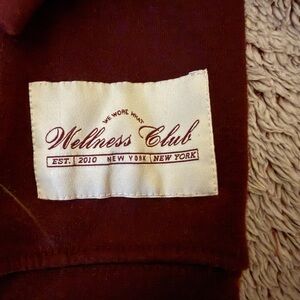 WE WORE WHAT
Wellness Club
EST. 2010 NEW YORK NEW YORK